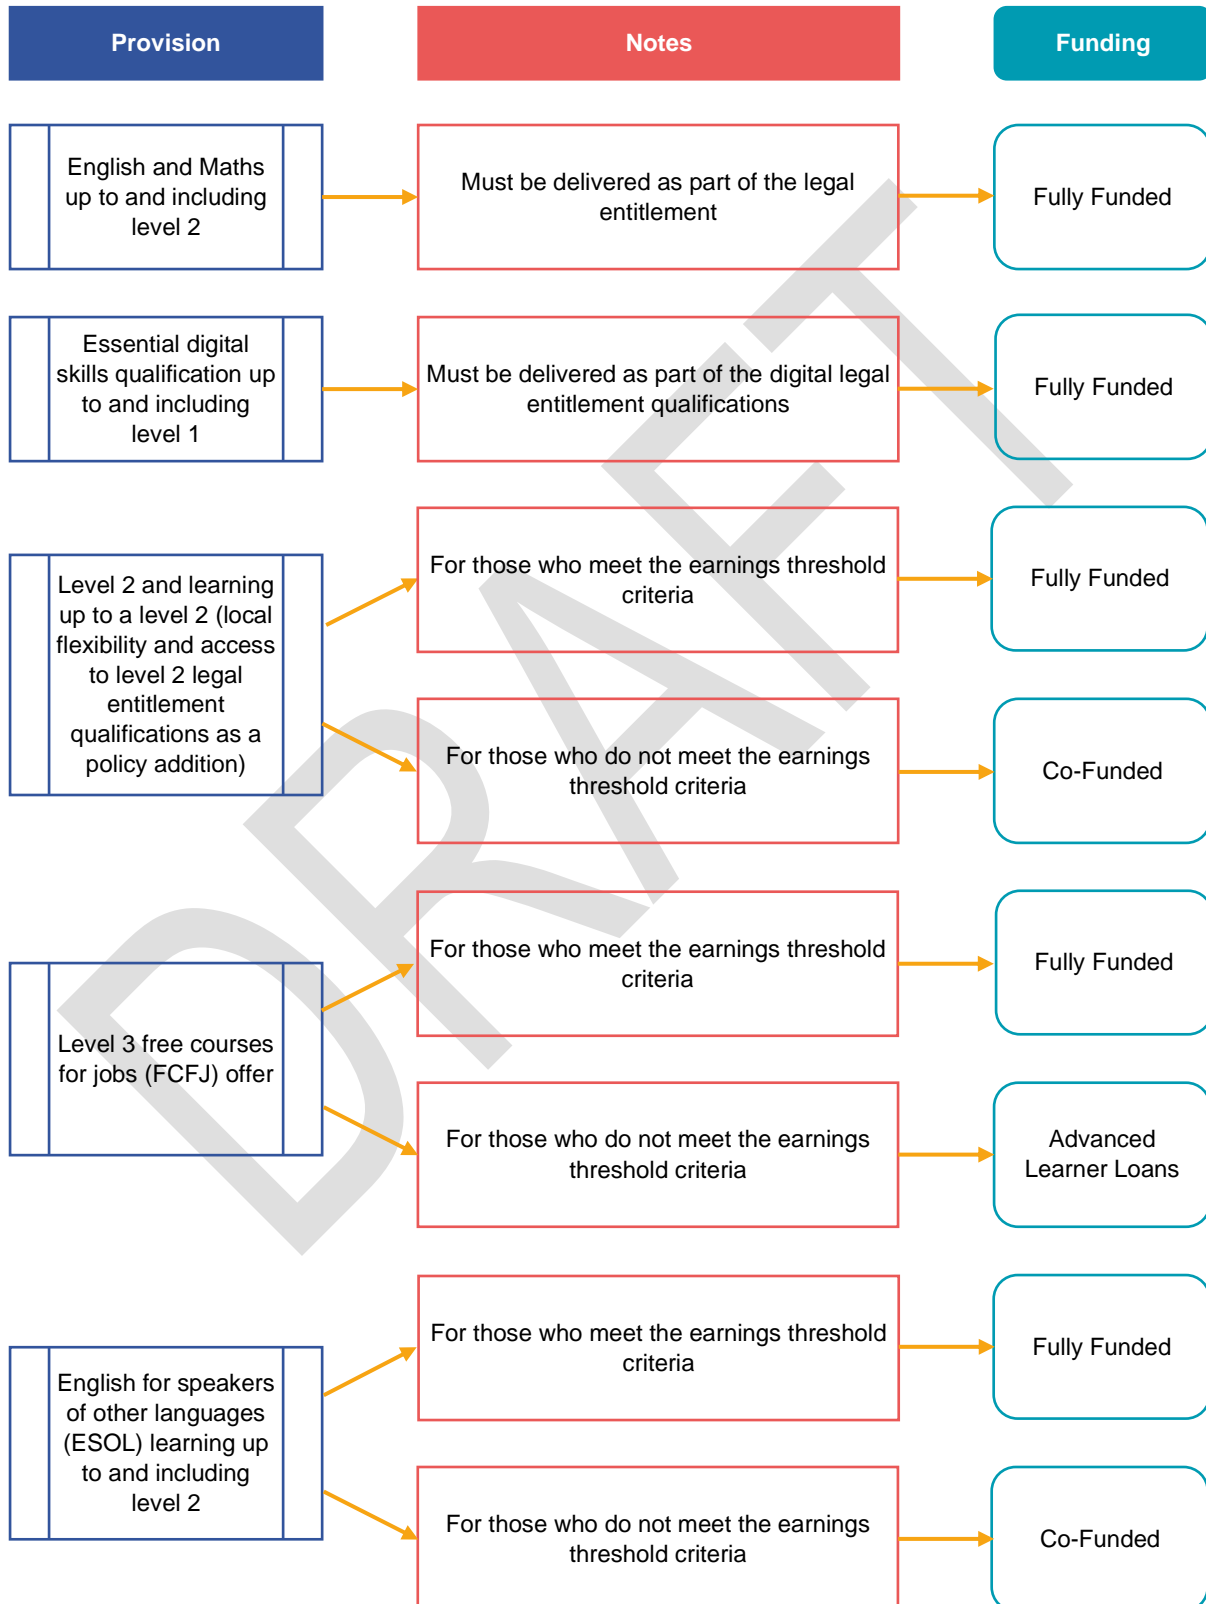 Provision
Notes
Funding
English and Maths
up to and including
level 2
Must be delivered as part of the legal
entitlement
Fully Funded
Essential digital
skills qualification up
to and including
level 1
Must be delivered as part of the digital legal
entitlement qualifications
Fully Funded
Level 2 and learning
up to a level 2 (local
flexibility and access
to level 2 legal
entitlement
qualifications as a
policy addition)
For those who meet the earnings threshold
criteria
Fully Funded
For those who do not meet the earnings
threshold criteria
Co-Funded
Level 3 free courses
for jobs (FCFJ) offer
For those who meet the earnings threshold
criteria
Fully Funded
For those who do not meet the earnings
threshold criteria
Advanced
Learner Loans
English for speakers
of other languages
(ESOL) learning up
to and including
level 2
For those who meet the earnings threshold
criteria
Fully Funded
For those who do not meet the earnings
threshold criteria
Co-Funded
DRAFT